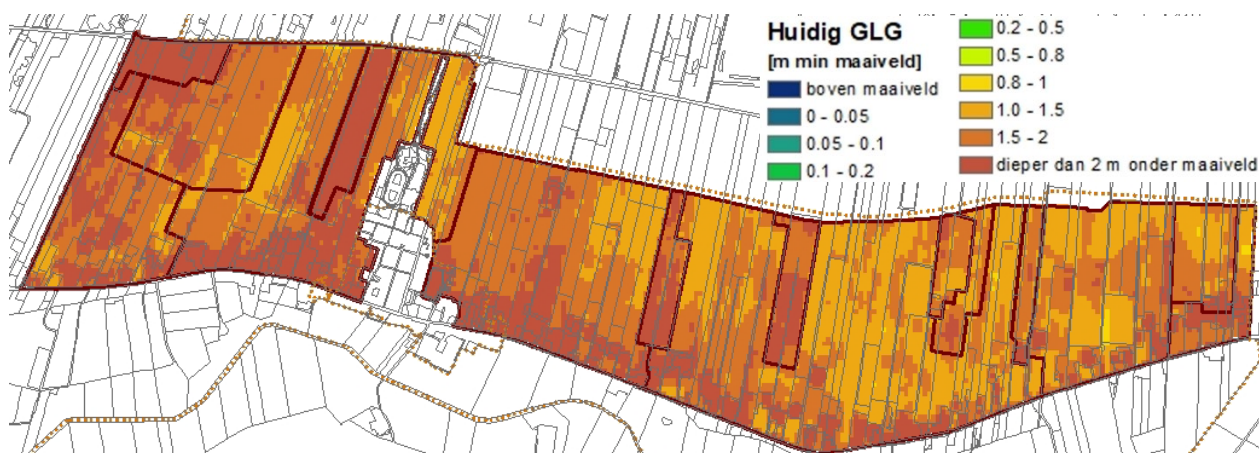 Huidig GLG
[m min maaiveld]
boven maaiveld
0 - 0.05
0.05 - 0.1
0.1 - 0.2
0.2 - 0.5
0.5 - 0.8
0.8 - 1
1.0 - 1.5
1.5 - 2
dieper dan 2 m onder maaiveld